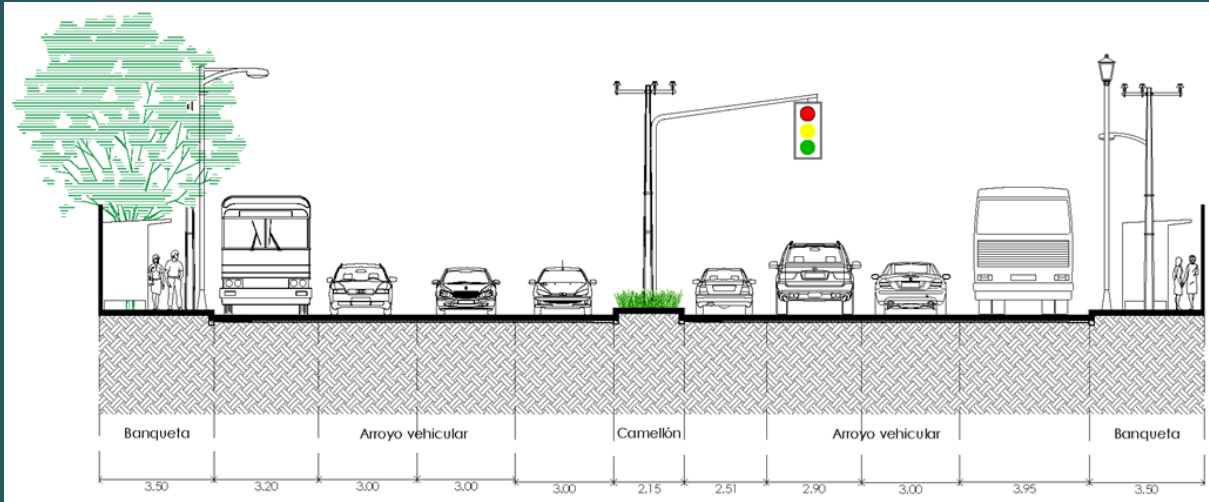 Banqueta Arroyo vehicular Camellón Arroyo vehicular Banqueta
3.50 3.20 3.00 3.00 3.00 2.15 2.51 2.90 3.00 3.95 3.50